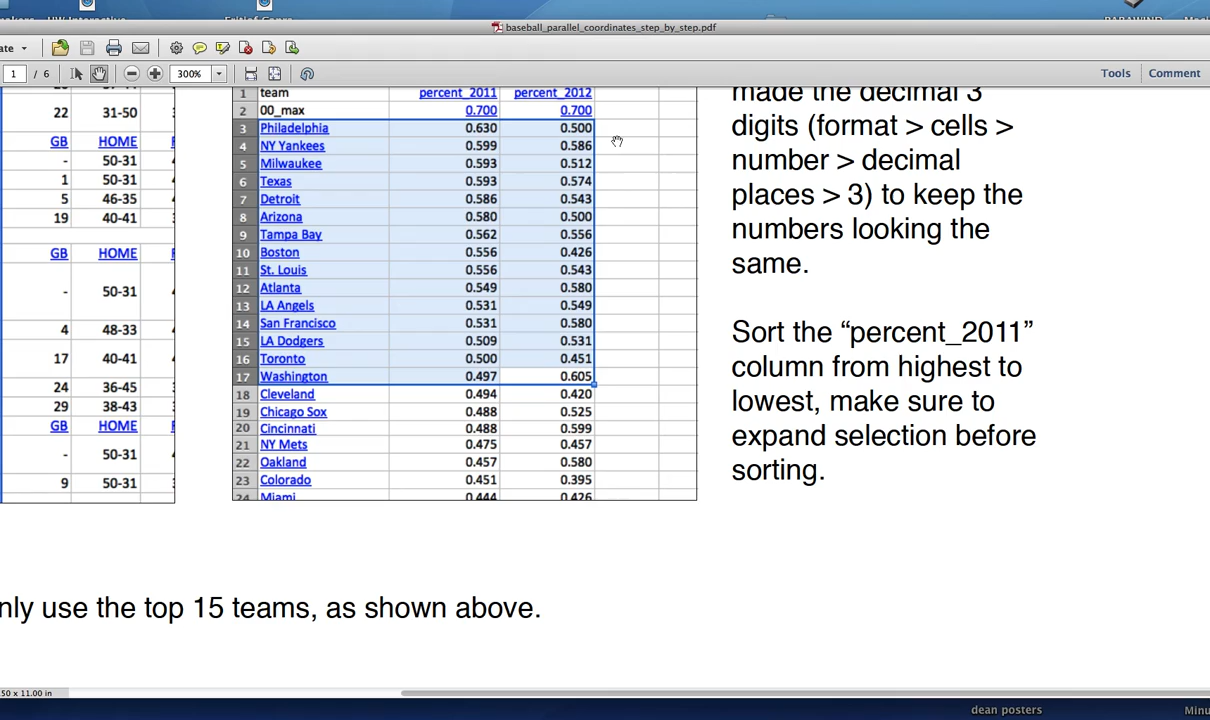 baseball_parallel_coordinates_step_by_step.pdf
ate
1 / 6 300% Tools Comment
22 31-50
GB HOME
- 50-31
1 50-31
5 46-35
19 40-41
GB HOME
- 50-31
4 48-33
17 40-41
24 36-45
29 38-43
GB HOME
- 50-31
9 50-31
1 team percent_2011 percent_2012
2 00_max 0.700 0.700
3 Philadelphia 0.630 0.500
4 NY Yankees 0.599 0.586
5 Milwaukee 0.593 0.512
6 Texas 0.593 0.574
7 Detroit 0.586 0.543
8 Arizona 0.580 0.500
9 Tampa Bay 0.562 0.556
10 Boston 0.556 0.426
11 St. Louis 0.556 0.543
12 Atlanta 0.549 0.580
13 LA Angels 0.531 0.549
14 San Francisco 0.531 0.580
15 LA Dodgers 0.509 0.531
16 Toronto 0.500 0.451
17 Washington 0.497 0.605
18 Cleveland 0.494 0.420
19 Chicago Sox 0.488 0.525
20 Cincinnati 0.488 0.599
21 NY Mets 0.475 0.457
22 Oakland 0.457 0.580
23 Colorado 0.451 0.395
24 Miami 0.444 0.426
made the decimal 3
digits (format > cells >
number > decimal
places > 3) to keep the
numbers looking the
same.
Sort the “percent_2011”
column from highest to
lowest, make sure to
expand selection before
sorting.
nly use the top 15 teams, as shown above.
.50 x 11.00 in
dean posters
Minu